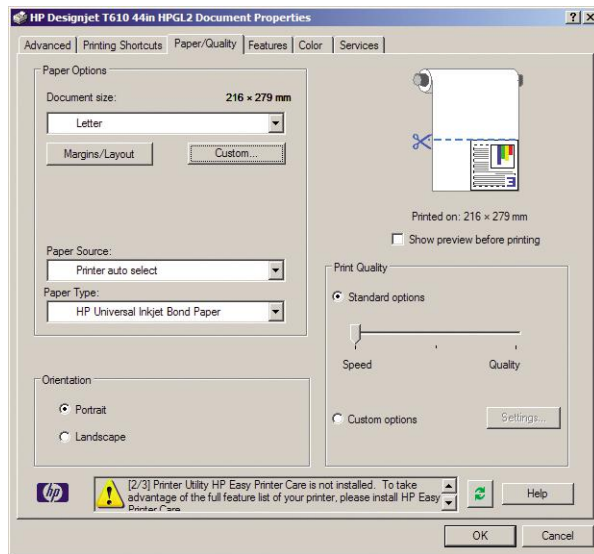 HP Designjet T610 44in HPGL2 Document Properties
Advanced Printing Shortcuts Paper/Quality Features Color Services
Paper Options
Document size: 216 × 279 mm
Letter
Margins/Layout Custom...
Printed on: 216 × 279 mm
Show preview before printing
Paper Source:
Printer auto select
Paper Type:
HP Universal Inkjet Bond Paper
Print Quality
Standard options
Speed Quality
Custom options Settings...
Orientation
Portrait
Landscape
hp
[2/3] Printer Utility HP Easy Printer Care is not installed. To take
advantage of the full feature list of your printer, please install HP Easy
Printer Care
Help
OK Cancel